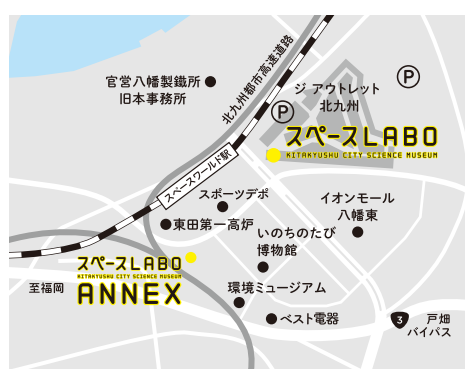 北九州都市高速道路
官営八幡製鐵所
旧本事務所
P
ジ アウトレット
北九州
P
スペースLABO
KITAKYUSHU CITY SCIENCE MUSEUM
スペースワールド駅
スポーツデポ
イオンモール
八幡東
東田第一高炉
いのちのたび
博物館
スペースLABO
KITAKYUSHU CITY SCIENCE MUSEUM
ANNEX
至福岡
環境ミュージアム
ベスト電器
3
戸畑
バイパス